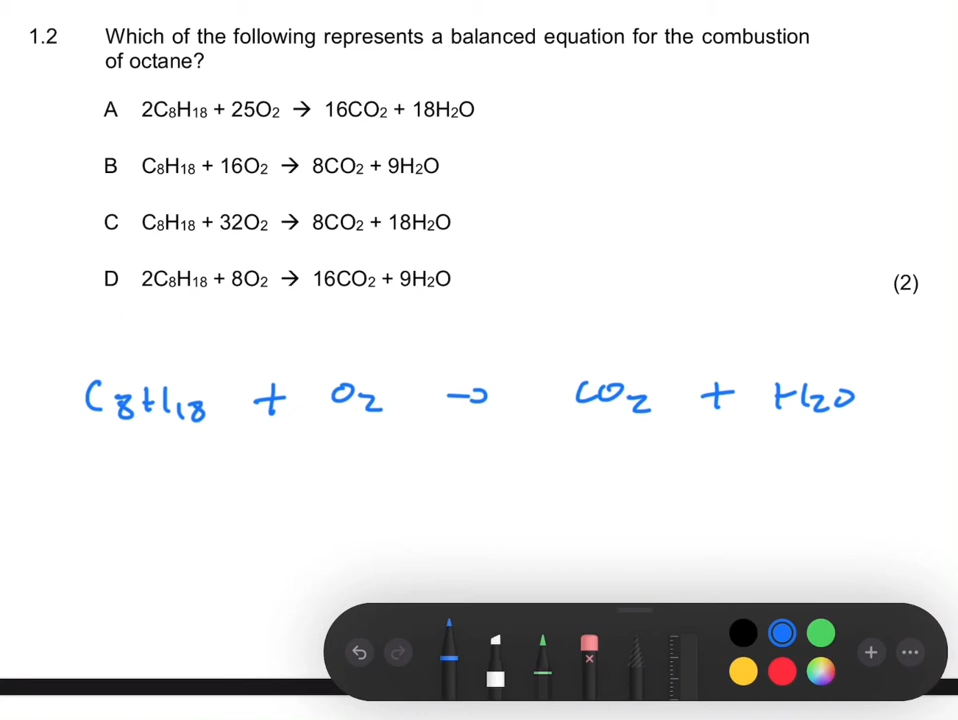 1.2 Which of the following represents a balanced equation for the combustion
of octane?
A 2C₈H₁₈ + 25O₂ → 16CO₂ + 18H₂O
B C₈H₁₈ + 16O₂ → 8CO₂ + 9H₂O
C C₈H₁₈ + 32O₂ → 8CO₂ + 18H₂O
D 2C₈H₁₈ + 8O₂ → 16CO₂ + 9H₂O
(2)
C₈H₁₈ + O₂ → CO₂ + H₂O